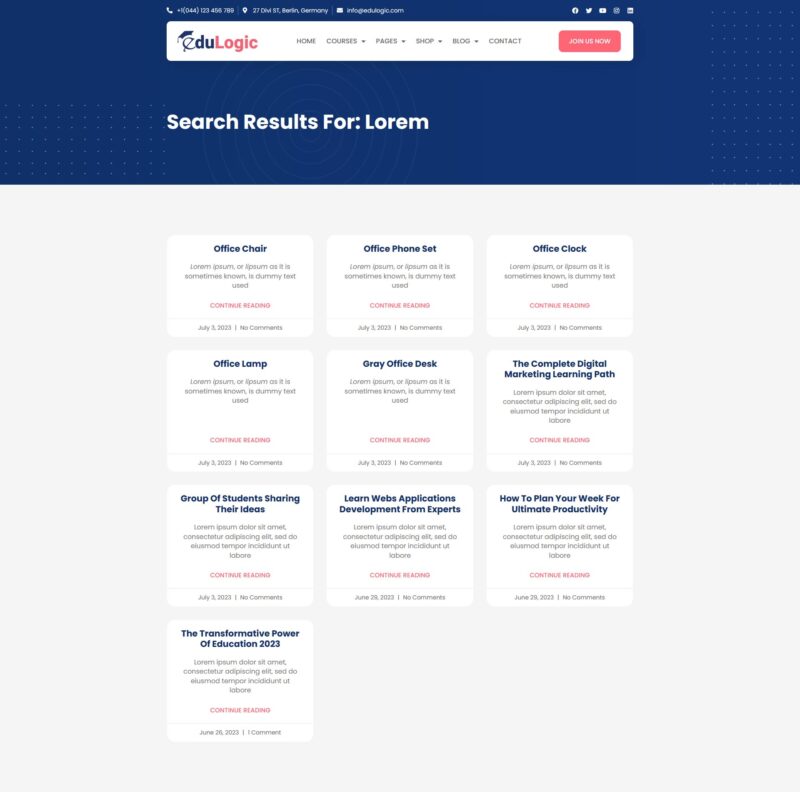 +1(044) 123 456 789 27 Divi ST, Berlin, Germany info@edulogic.com
eduLogic HOME COURSES PAGES SHOP BLOG CONTACT JOIN US NOW
Search Results For: Lorem
Office Chair
Lorem Ipsum, or lipsum as it is
sometimes known, is dummy text
used
CONTINUE READING
July 3, 2023 | No Comments
Office Phone Set
Lorem ipsum, or lipsum as it is
sometimes known, is dummy text
used
CONTINUE READING
July 3, 2023 | No Comments
Office Clock
Lorem ipsum, or lipsum as it is
sometimes known, is dummy text
used
CONTINUE READING
July 3, 2023 | No Comments
Office Lamp
Lorem ipsum, or lipsum as it is
sometimes known, is dummy text
used
CONTINUE READING
July 3, 2023 | No Comments
Gray Office Desk
Lorem ipsum, or lipsum as it is
sometimes known, is dummy text
used
CONTINUE READING
July 3, 2023 | No Comments
The Complete Digital
Marketing Learning Path
Lorem ipsum dolor sit amet,
consectetur adipiscing elit, sed do
eiusmod tempor incididunt ut
labore
CONTINUE READING
July 3, 2023 | No Comments
Group Of Students Sharing
Their Ideas
Lorem ipsum dolor sit amet,
consectetur adipiscing elit, sed do
eiusmod tempor incididunt ut
labore
CONTINUE READING
July 3, 2023 | No Comments
Learn Webs Applications
Development From Experts
Lorem ipsum dolor sit amet,
consectetur adipiscing elit, sed do
eiusmod tempor incididunt ut
labore
CONTINUE READING
June 29, 2023 | No Comments
How To Plan Your Week For
Ultimate Productivity
Lorem ipsum dolor sit amet,
consectetur adipiscing elit, sed do
eiusmod tempor incididunt ut
labore
CONTINUE READING
June 29, 2023 | No Comments
The Transformative Power
Of Education 2023
Lorem ipsum dolor sit amet,
consectetur adipiscing elit, sed do
eiusmod tempor incididunt ut
labore
CONTINUE READING
June 26, 2023 | 1 Comment